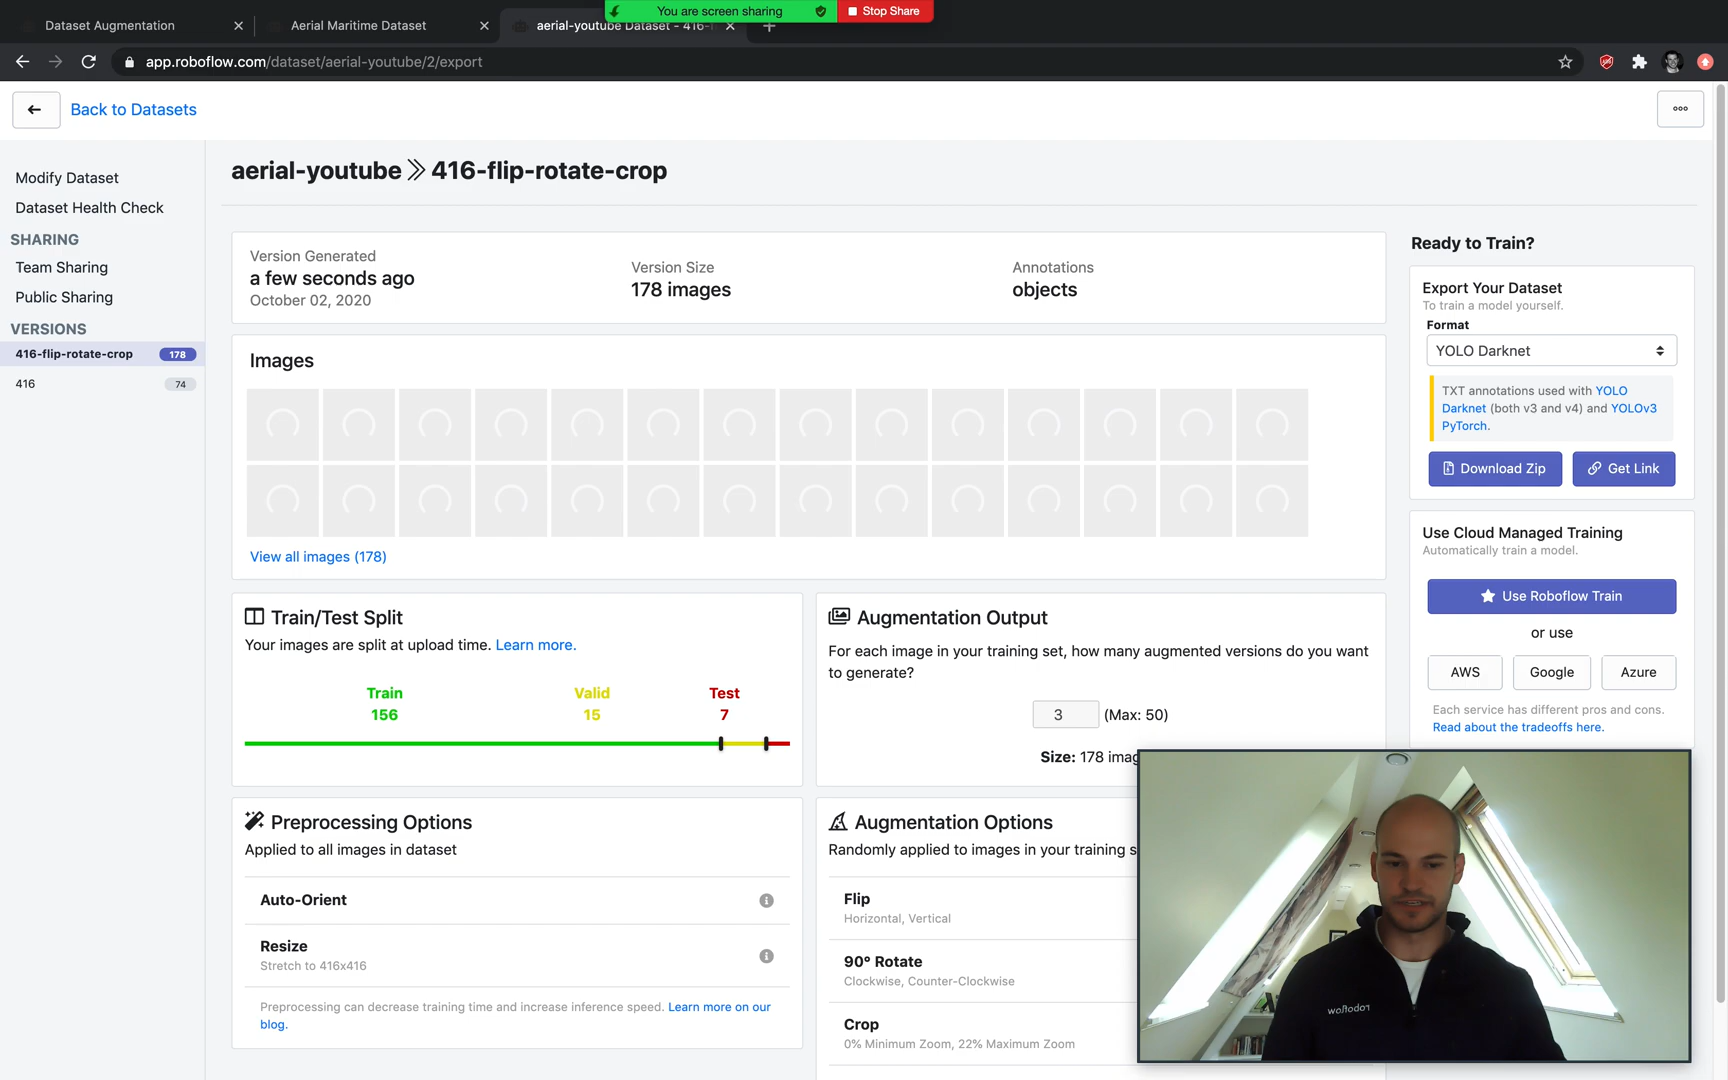 Dataset Augmentation
Aerial Maritime Dataset
aerial-youtube Dataset - 416-
You are screen sharing
Stop Share
app.roboflow.com/dataset/aerial-youtube/2/export
Back to Datasets
Modify Dataset
Dataset Health Check
SHARING
Team Sharing
Public Sharing
VERSIONS
416-flip-rotate-crop 178
416 74
aerial-youtube 416-flip-rotate-crop
Version Generated
a few seconds ago
October 02, 2020
Version Size
178 images
Annotations
objects
Images
View all images (178)
Train/Test Split
Your images are split at upload time. Learn more.
Train Valid Test
156 15 7
Augmentation Output
For each image in your training set, how many augmented versions do you want
to generate?
3 (Max: 50)
Size: 178 imag
Preprocessing Options
Applied to all images in dataset
Auto-Orient
Resize
Stretch to 416x416
Preprocessing can decrease training time and increase inference speed. Learn more on our
blog.
Augmentation Options
Randomly applied to images in your training s
Flip
Horizontal, Vertical
90° Rotate
Clockwise, Counter-Clockwise
Crop
0% Minimum Zoom, 22% Maximum Zoom
Ready to Train?
Export Your Dataset
To train a model yourself.
Format
YOLO Darknet
TXT annotations used with YOLO
Darknet (both v3 and v4) and YOLOv3
PyTorch.
Download Zip
Get Link
Use Cloud Managed Training
Automatically train a model.
Use Roboflow Train
or use
AWS
Google
Azure
Each service has different pros and cons.
Read about the tradeoffs here.
roboflow